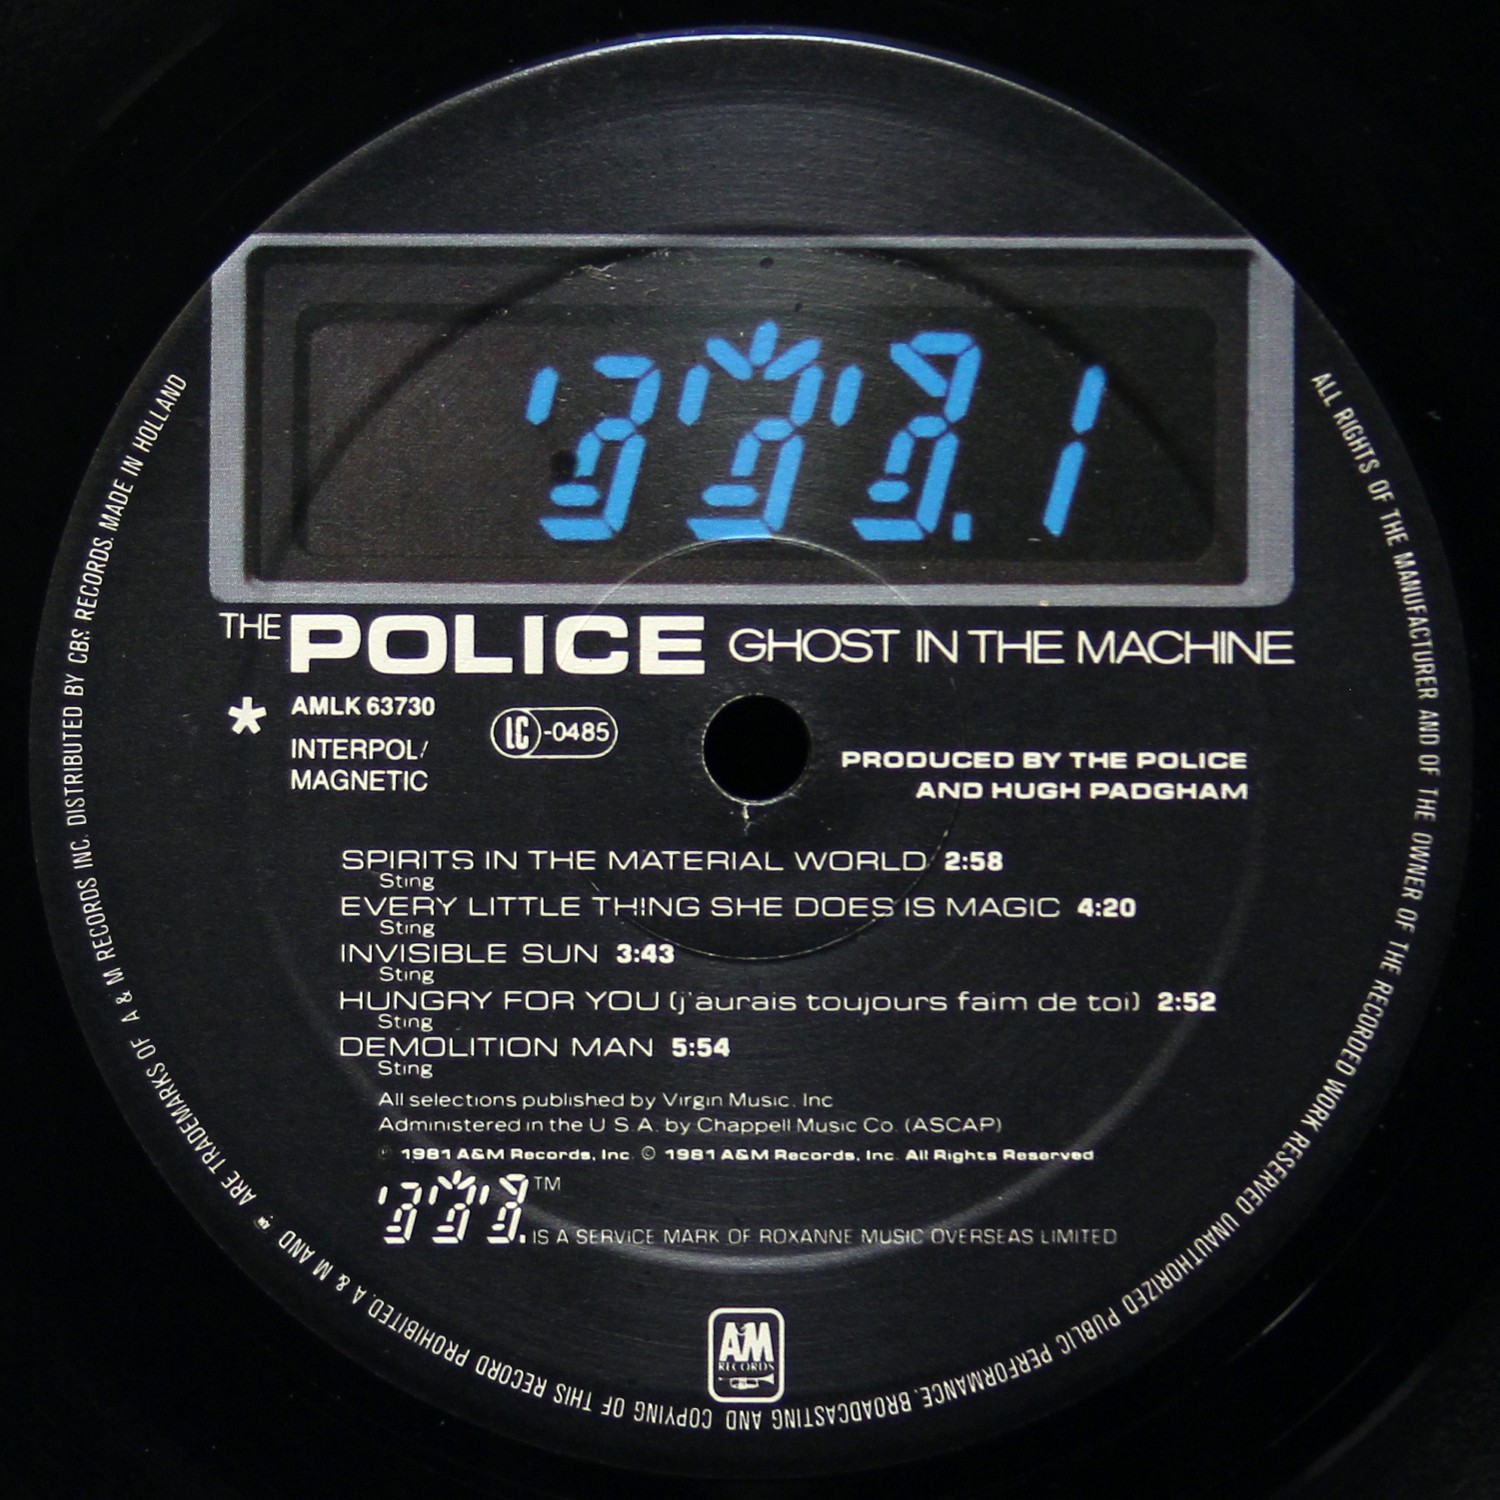 .1
THE POLICE GHOST IN THE MACHINE
* AMLK 63730
LC-0485
INTERPOL/
MAGNETIC
PRODUCED BY THE POLICE
AND HUGH PADGHAM
SPIRITS IN THE MATERIAL WORLD 2:58
Sting
EVERY LITTLE THING SHE DOES IS MAGIC 4:20
Sting
INVISIBLE SUN 3:43
Sting
HUNGRY FOR YOU (j'aurais toujours faim de toi) 2:52
Sting
DEMOLITION MAN 5:54
Sting
All selections published by Virgin Music. Inc
Administered in the U S.A. by Chappell Music Co. (ASCAP)
℗ 1981 A&M Records, Inc. © 1981 A&M Records, Inc. All Rights Reserved
TM
IS A SERVICE MARK OF ROXANNE MUSIC OVERSEAS LIMITED
A&M
RECORDS
ALL RIGHTS OF THE MANUFACTURER AND OF THE OWNER OF THE RECORDED WORK RESERVED UNAUTHORIZED PUBLIC PERFORMANCE, BROADCASTING AND COPYING OF THIS RECORD PROHIBITED. A & M AND ARE TRADEMARKS OF A & M RECORDS INC. DISTRIBUTED BY CBS RECORDS. MADE IN HOLLAND